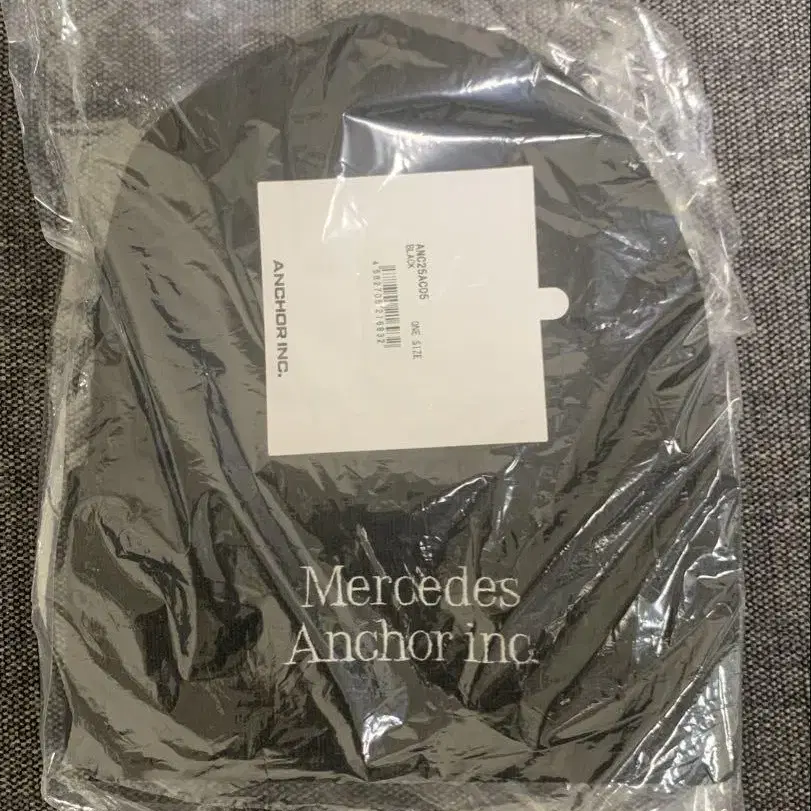 ANCHOR INC.
ANC25AC05 ONE SIZE
BLACK
Mercedes
Anchor inc